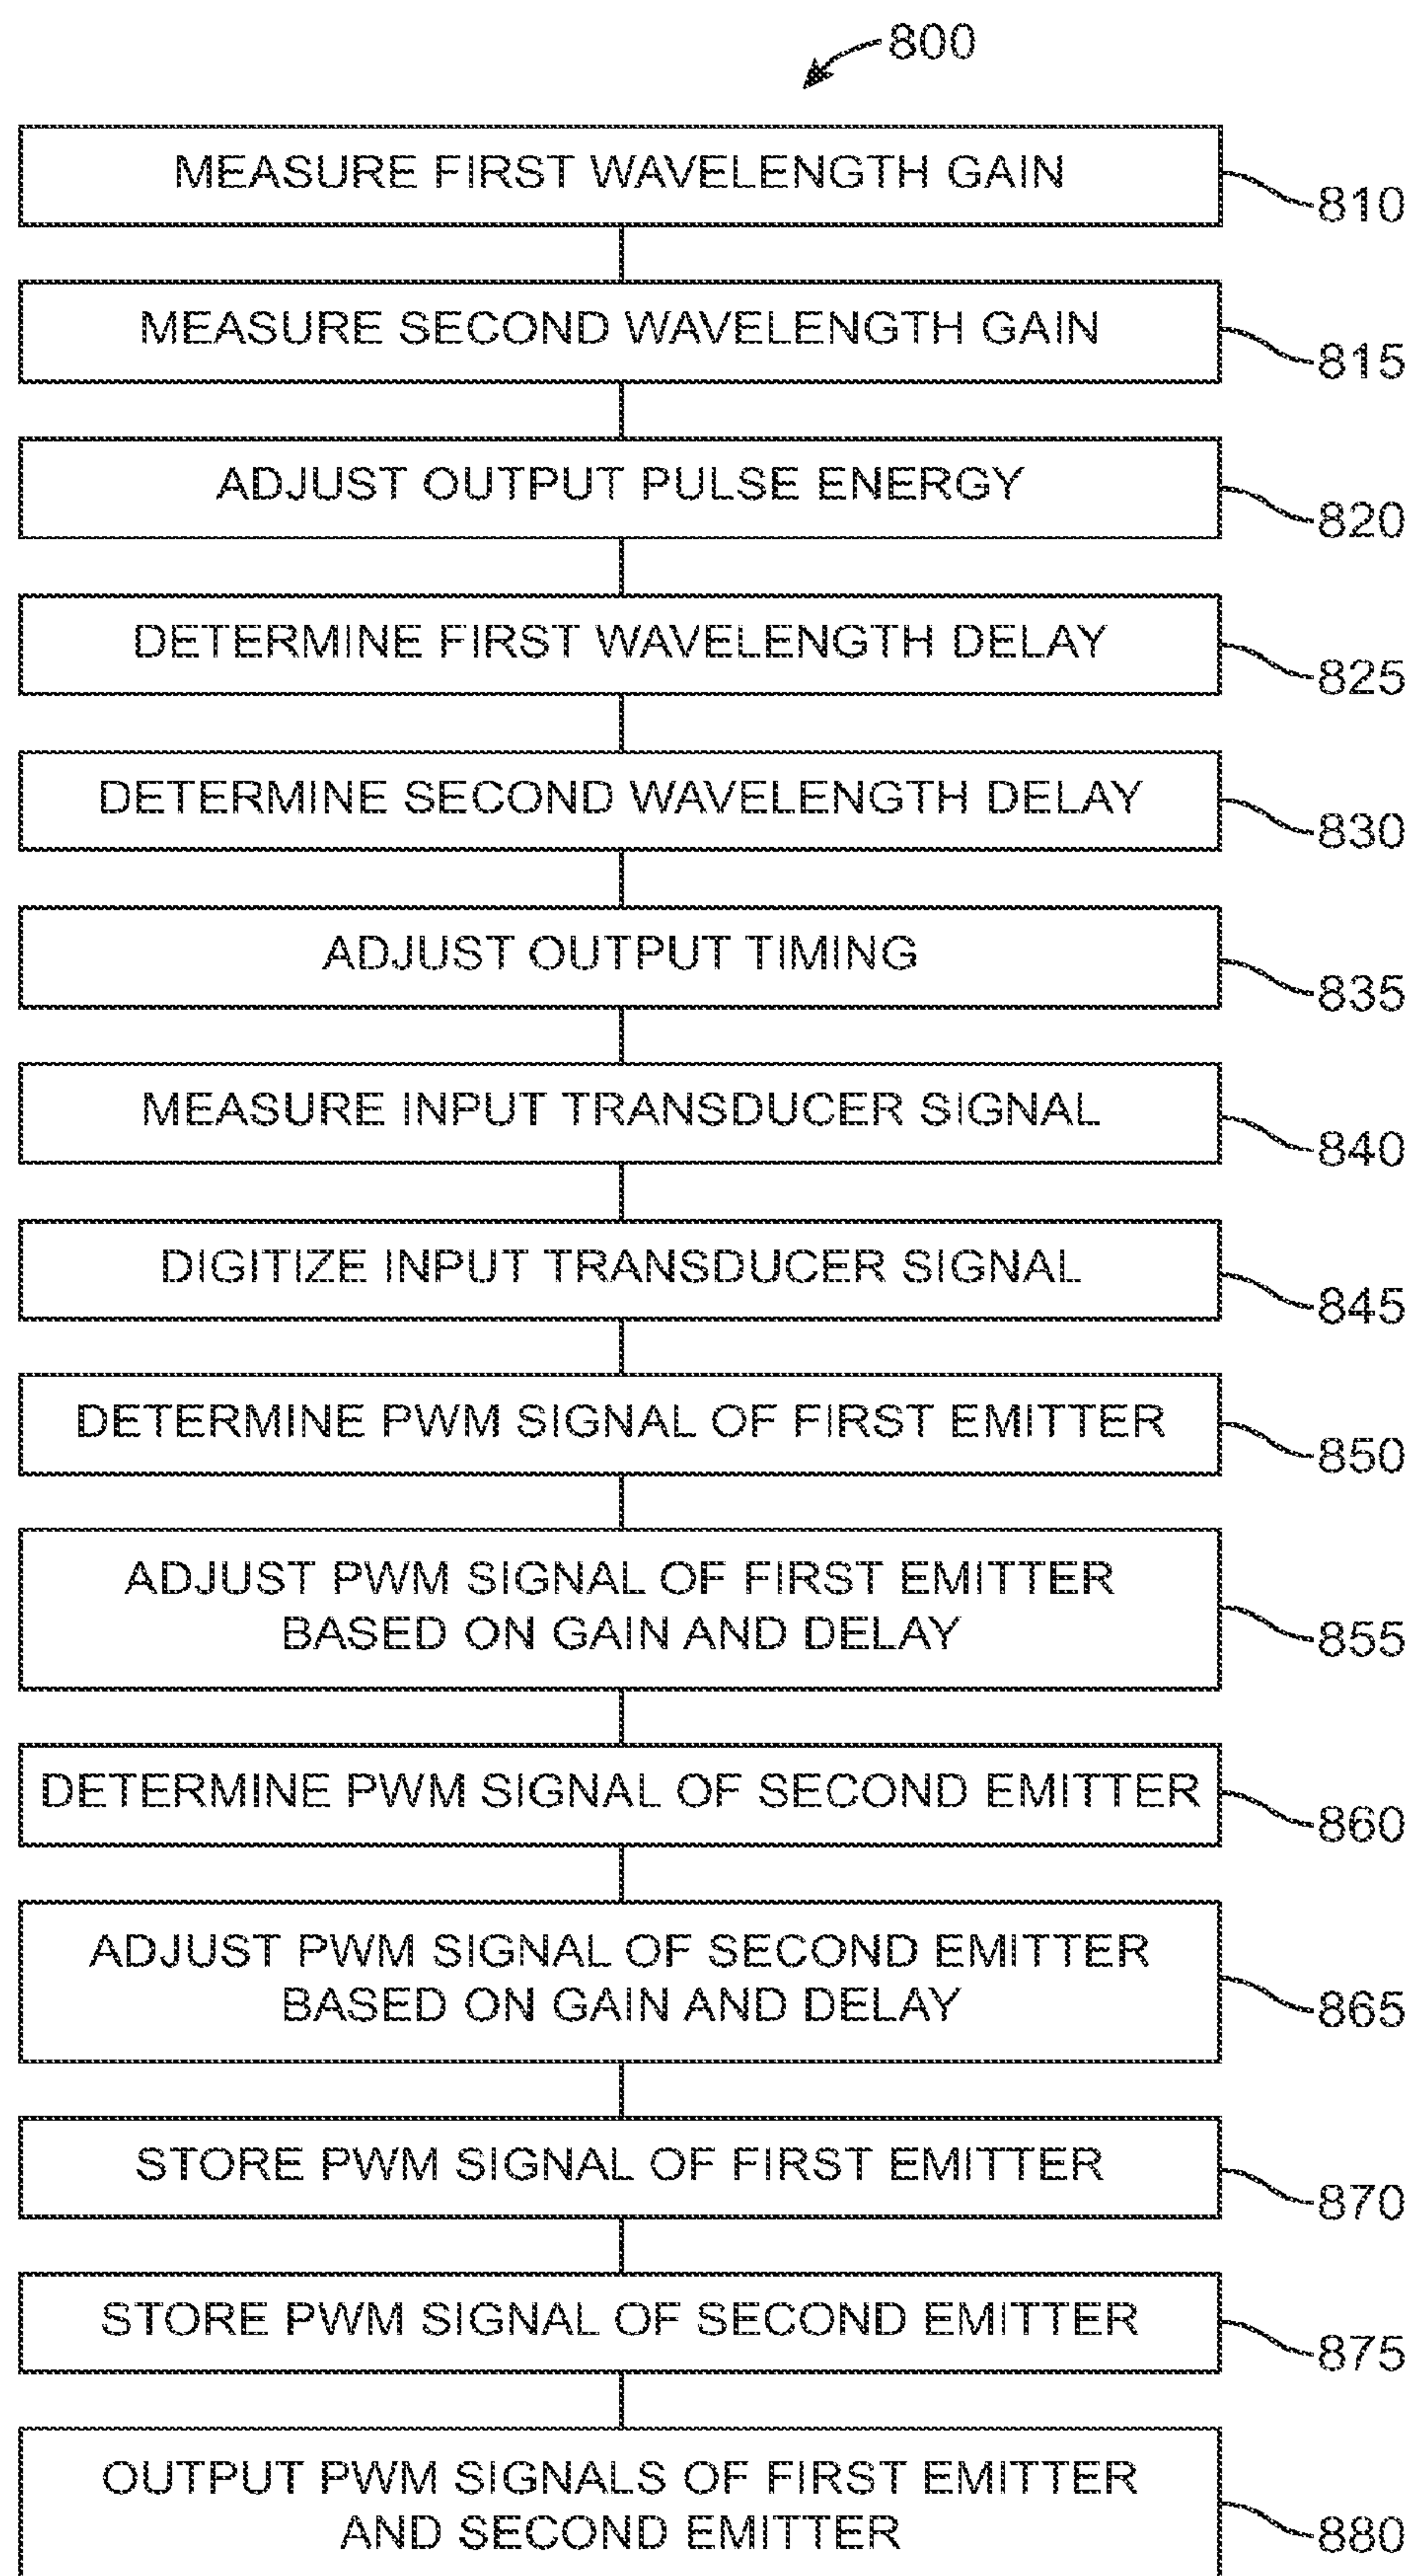 800
MEASURE FIRST WAVELENGTH GAIN
810
MEASURE SECOND WAVELENGTH GAIN
815
ADJUST OUTPUT PULSE ENERGY
820
DETERMINE FIRST WAVELENGTH DELAY
825
DETERMINE SECOND WAVELENGTH DELAY
830
ADJUST OUTPUT TIMING
835
MEASURE INPUT TRANSDUCER SIGNAL
840
DIGITIZE INPUT TRANSDUCER SIGNAL
845
DETERMINE PWM SIGNAL OF FIRST EMITTER
850
ADJUST PWM SIGNAL OF FIRST EMITTER
BASED ON GAIN AND DELAY
855
DETERMINE PWM SIGNAL OF SECOND EMITTER
860
ADJUST PWM SIGNAL OF SECOND EMITTER
BASED ON GAIN AND DELAY
865
STORE PWM SIGNAL OF FIRST EMITTER
870
STORE PWM SIGNAL OF SECOND EMITTER
875
OUTPUT PWM SIGNALS OF FIRST EMITTER
AND SECOND EMITTER
880